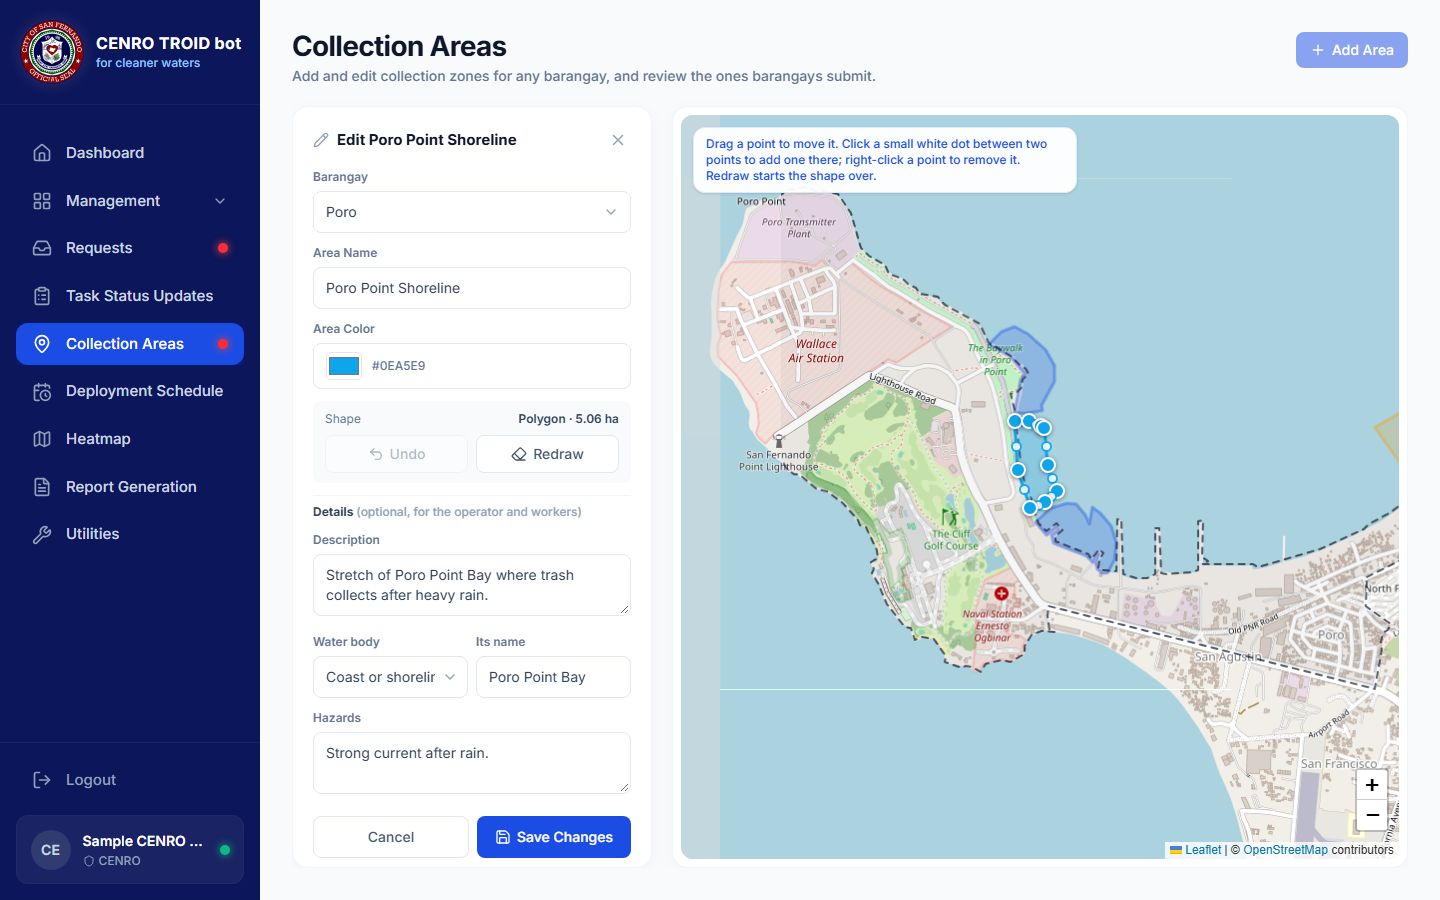 CITY OF SAN FERNANDO
OFFICIAL SEAL
CENRO TROID bot
for cleaner waters
Dashboard
Management
Requests
Task Status Updates
Collection Areas
Deployment Schedule
Heatmap
Report Generation
Utilities
Logout
CE
Sample CENRO ...
CENRO
Collection Areas
Add and edit collection zones for any barangay, and review the ones barangays submit.
Add Area
Edit Poro Point Shoreline
Barangay
Poro
Area Name
Poro Point Shoreline
Area Color
#0EA5E9
Shape
Polygon · 5.06 ha
Undo
Redraw
Details (optional, for the operator and workers)
Description
Stretch of Poro Point Bay where trash
collects after heavy rain.
Water body
Its name
Coast or shorelir
Poro Point Bay
Hazards
Strong current after rain.
Cancel
Save Changes
Drag a point to move it. Click a small white dot between two
points to add one there; right-click a point to remove it.
Redraw starts the shape over.
Poro Point
Poro Transmitter
Plant
Wallace
Air Station
The Baywalk
in Poro
Point
Lighthouse Road
San Fernando
Point Lighthouse
The Cliff
Golf Course
Naval Station
Ernesto
Ogbinar
North P
Old PNR Road
Poro
San Agustin
Airport Road
San Francisco
+
−
Leaflet | © OpenStreetMap contributors